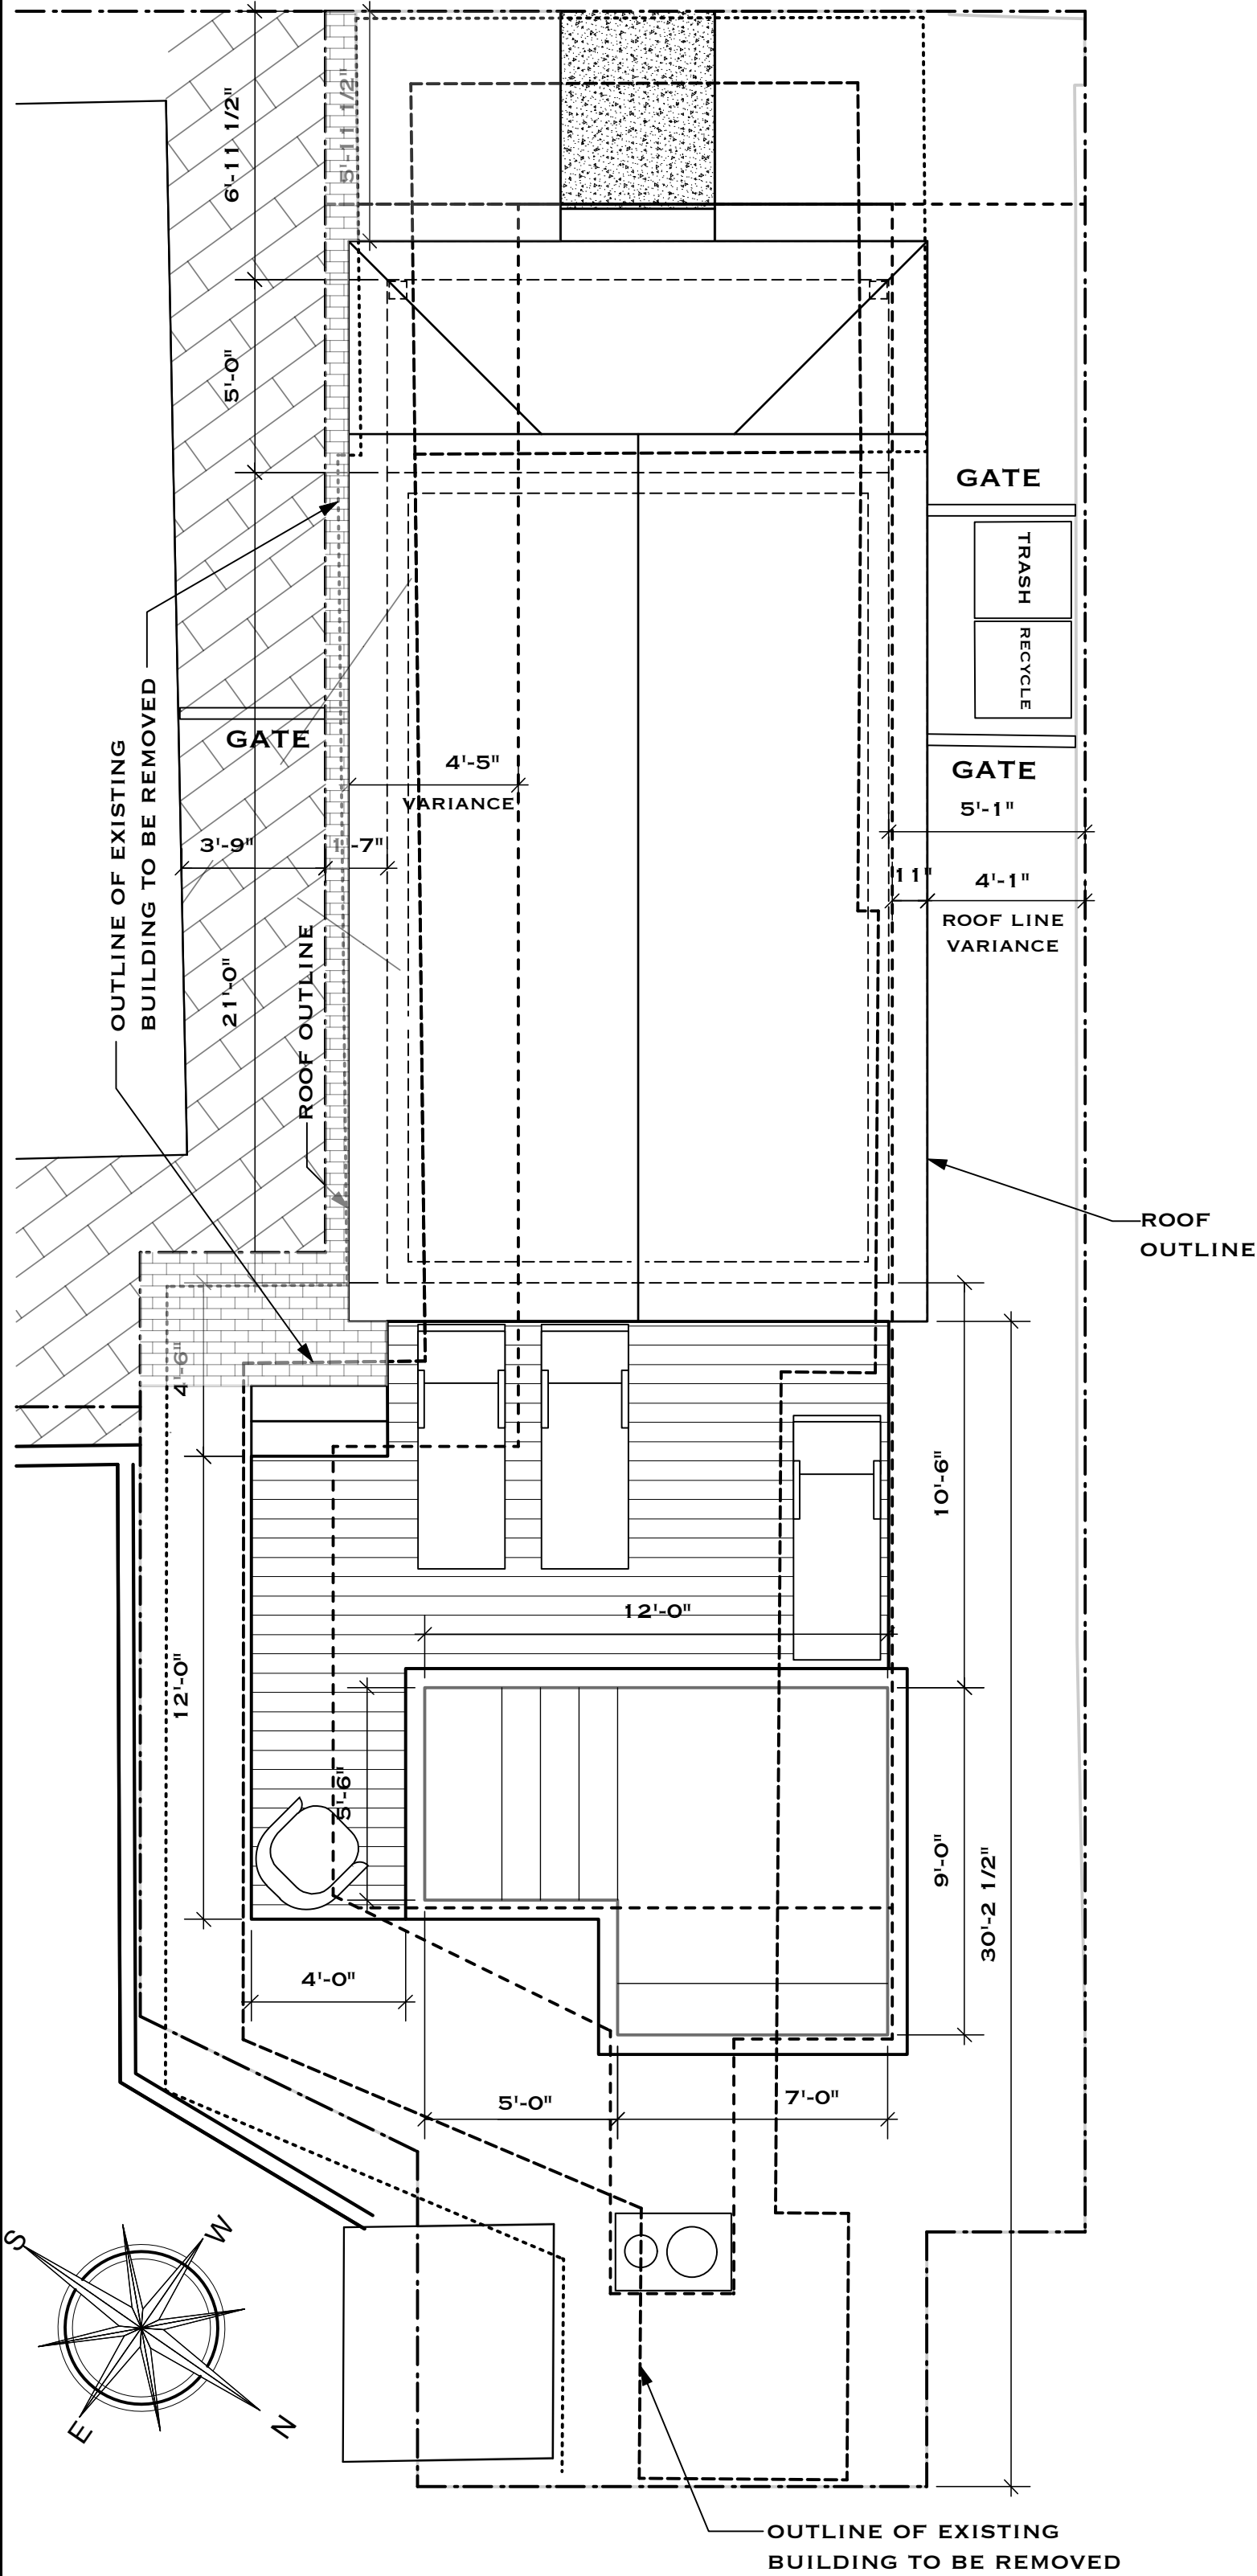 6'-11 1/2"
5'-11 1/2"
5'-0"
GATE
TRASH
RECYCLE
OUTLINE OF EXISTING
BUILDING TO BE REMOVED
GATE
4'-5"
VARIANCE
GATE
5'-1"
3'-9"
-7"
11"
4'-1"
ROOF LINE
VARIANCE
21'-0"
ROOF OUTLINE
ROOF
OUTLINE
4'-6"
10'-6"
12'-0"
12'-0"
5'-6"
9'-0"
30'-2 1/2"
4'-0"
5'-0"
7'-0"
S
W
E
N
OUTLINE OF EXISTING
BUILDING TO BE REMOVED